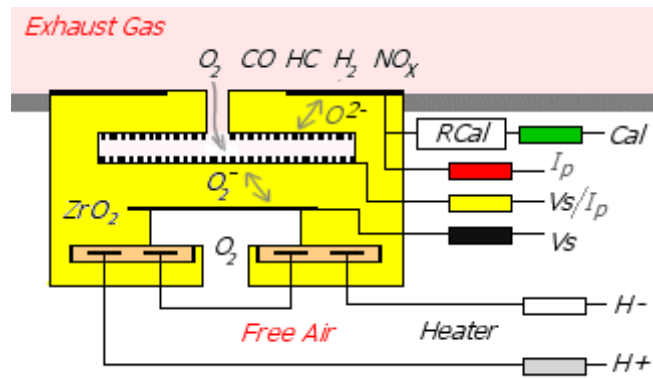 Exhaust Gas
O2 CO HC H2 NOX
O2-
RCal Cal
Ip
O2- Vs/Ip
ZrO2
O2 Vs
H-
Free Air Heater
H+